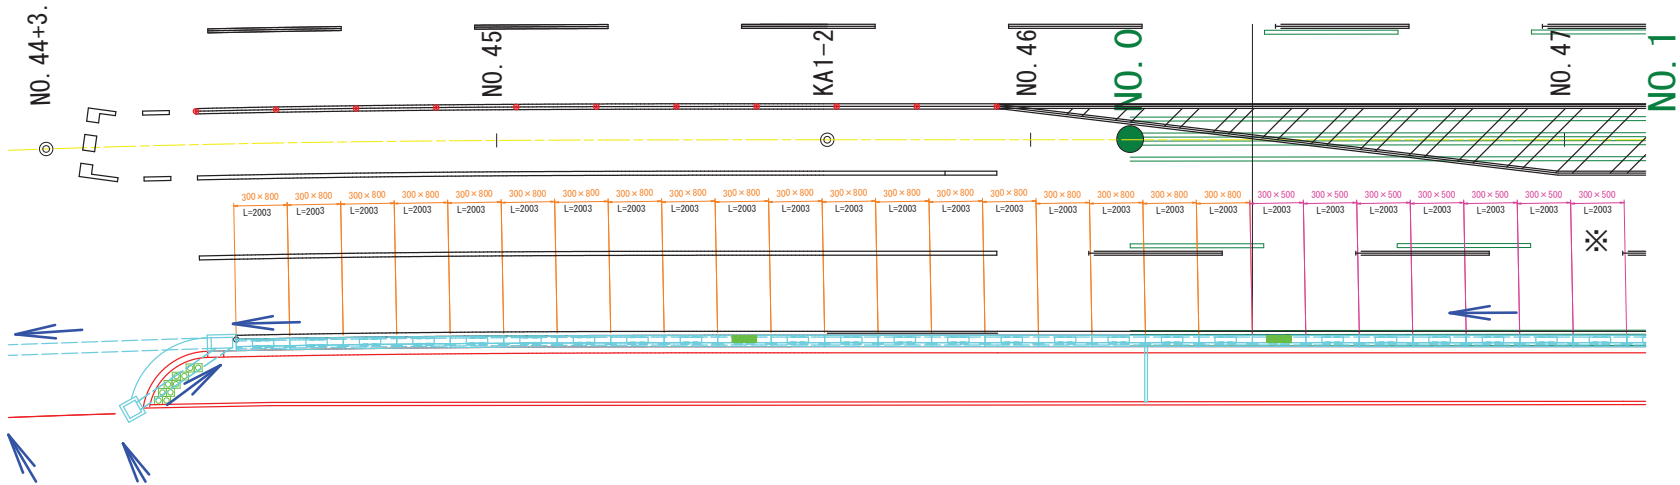 NO. 44+3.
NO. 45
KA1-2
NO. 46
NO. 0
NO. 47
NO. 1
300×800 300×800 300×800 300×800 300×800 300×800 300×800 300×800 300×800 300×800 300×800 300×800 300×800 300×800 300×800 300×800 300×800 300×800 300×800 300×500 300×500 300×500 300×500 300×500 300×500 300×500
L=2003 L=2003 L=2003 L=2003 L=2003 L=2003 L=2003 L=2003 L=2003 L=2003 L=2003 L=2003 L=2003 L=2003 L=2003 L=2003 L=2003 L=2003 L=2003 L=2003 L=2003 L=2003 L=2003 L=2003 L=2003 L=2003
※